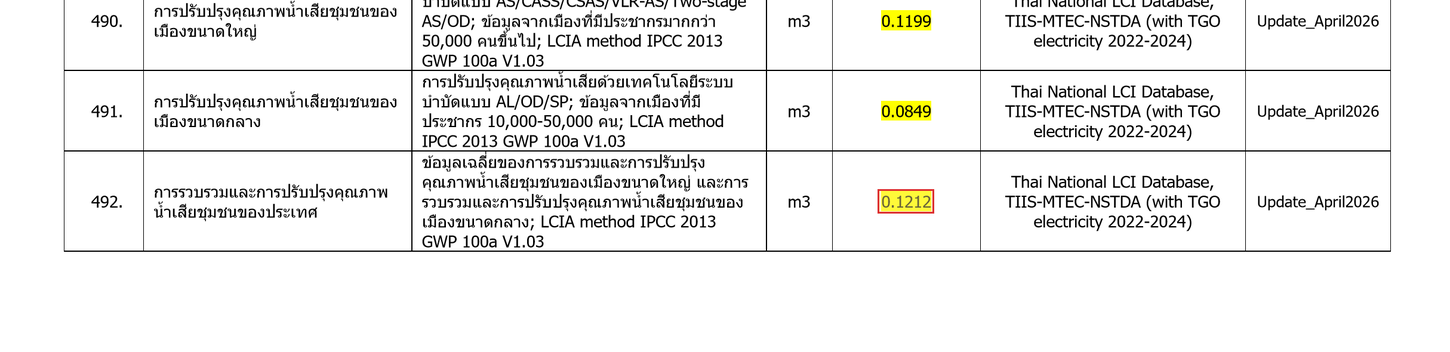 490.
การปรับปรุงคุณภาพน้ำเสียชุมชนของ
เมืองขนาดใหญ่
บำบัดแบบ AS/CASS/CSAS/VLR-AS/Two-stage
AS/OD; ข้อมูลจากเมืองที่มีประชากรมากกว่า
50,000 คนขึ้นไป; LCIA method IPCC 2013
GWP 100a V1.03
m3
0.1199
Thai National LCI Database,
TIIS-MTEC-NSTDA (with TGO
electricity 2022-2024)
Update_April2026
491.
การปรับปรุงคุณภาพน้ำเสียชุมชนของ
เมืองขนาดกลาง
การปรับปรุงคุณภาพน้ำเสียด้วยเทคโนโลยีระบบ
บำบัดแบบ AL/OD/SP; ข้อมูลจากเมืองที่มี
ประชากร 10,000-50,000 คน; LCIA method
IPCC 2013 GWP 100a V1.03
m3
0.0849
Thai National LCI Database,
TIIS-MTEC-NSTDA (with TGO
electricity 2022-2024)
Update_April2026
492.
การรวบรวมและการปรับปรุงคุณภาพ
น้ำเสียชุมชนของประเทศ
ข้อมูลเฉลี่ยของการรวบรวมและการปรับปรุง
คุณภาพน้ำเสียชุมชนของเมืองขนาดใหญ่ และการ
รวบรวมและการปรับปรุงคุณภาพน้ำเสียชุมชนของ
เมืองขนาดกลาง; LCIA method IPCC 2013
GWP 100a V1.03
m3
0.1212
Thai National LCI Database,
TIIS-MTEC-NSTDA (with TGO
electricity 2022-2024)
Update_April2026